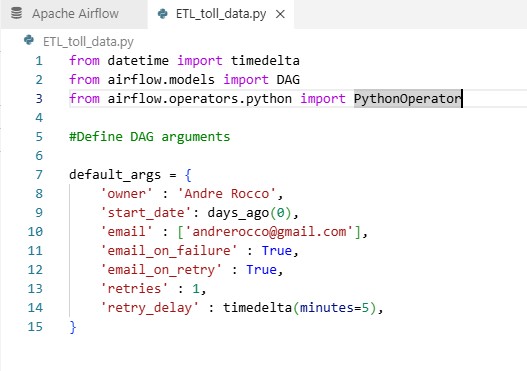 Apache Airflow
ETL_toll_data.py ×
ETL_toll_data.py
1 from datetime import timedelta
2 from airflow.models import DAG
3 from airflow.operators.python import PythonOperator
4
5 #Define DAG arguments
6
7 default_args = {
8     'owner' : 'Andre Rocco',
9     'start_date': days_ago(0),
10     'email' : ['andrerocco@gmail.com'],
11     'email_on_failure' : True,
12     'email_on_retry' : True,
13     'retries' : 1,
14     'retry_delay' : timedelta(minutes=5),
15 }